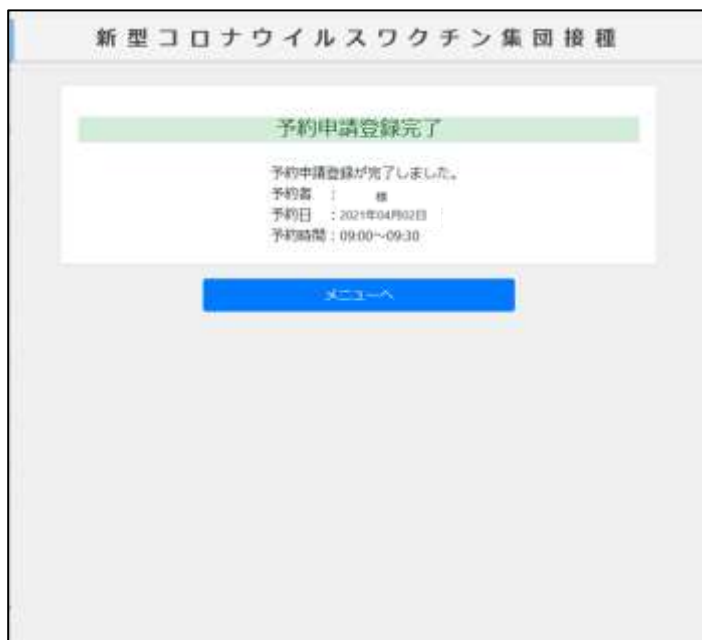 新型コロナウイルスワクチン集団接種
予約申請登録完了
予約申請登録が完了しました。
予約者 : 様
予約日 : 2021年04月02日
予約時間 : 09:00～09:30
メニューへ